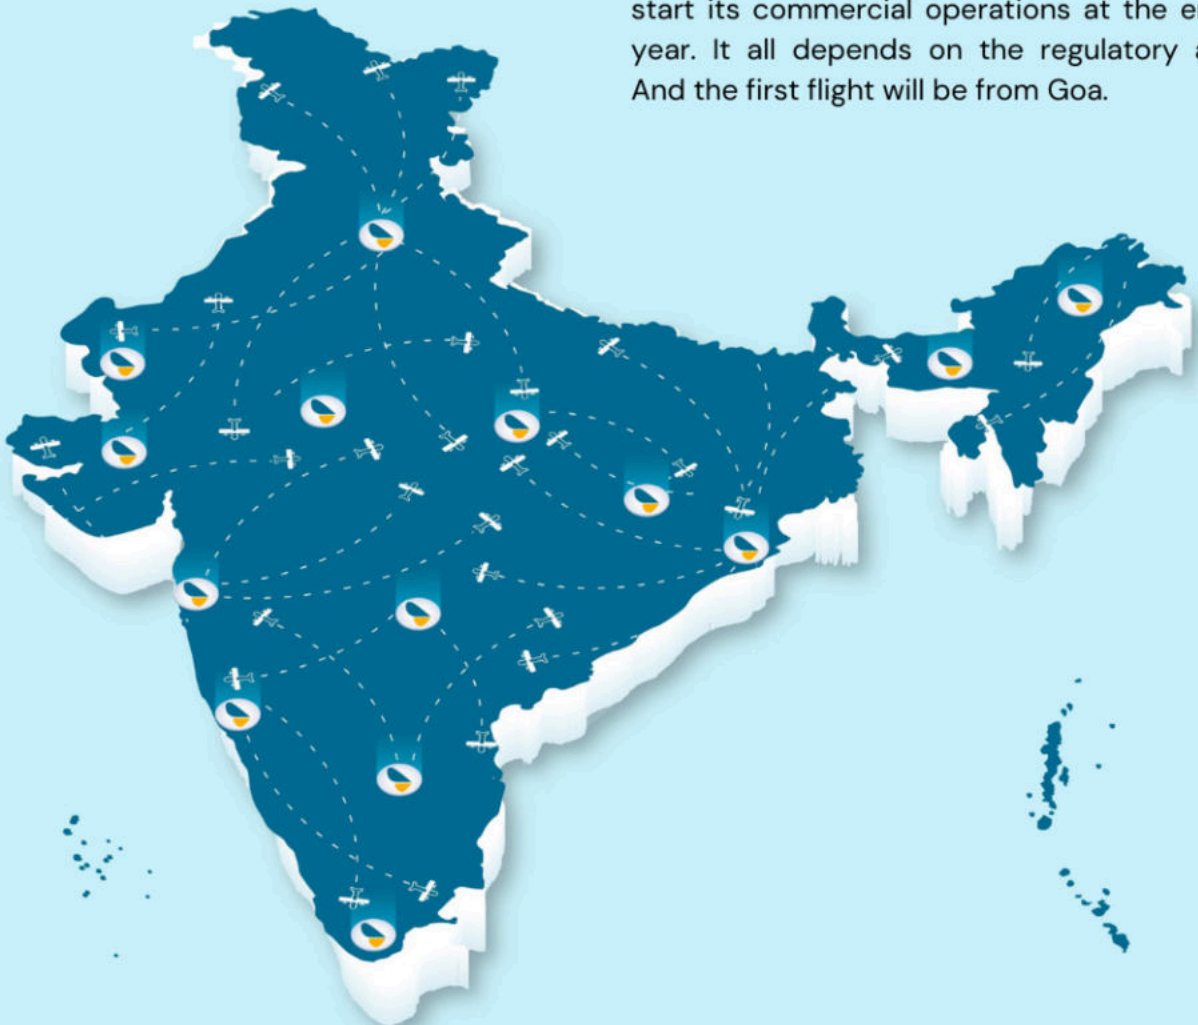 start its commercial operations at the e
year. It all depends on the regulatory a
And the first flight will be from Goa.